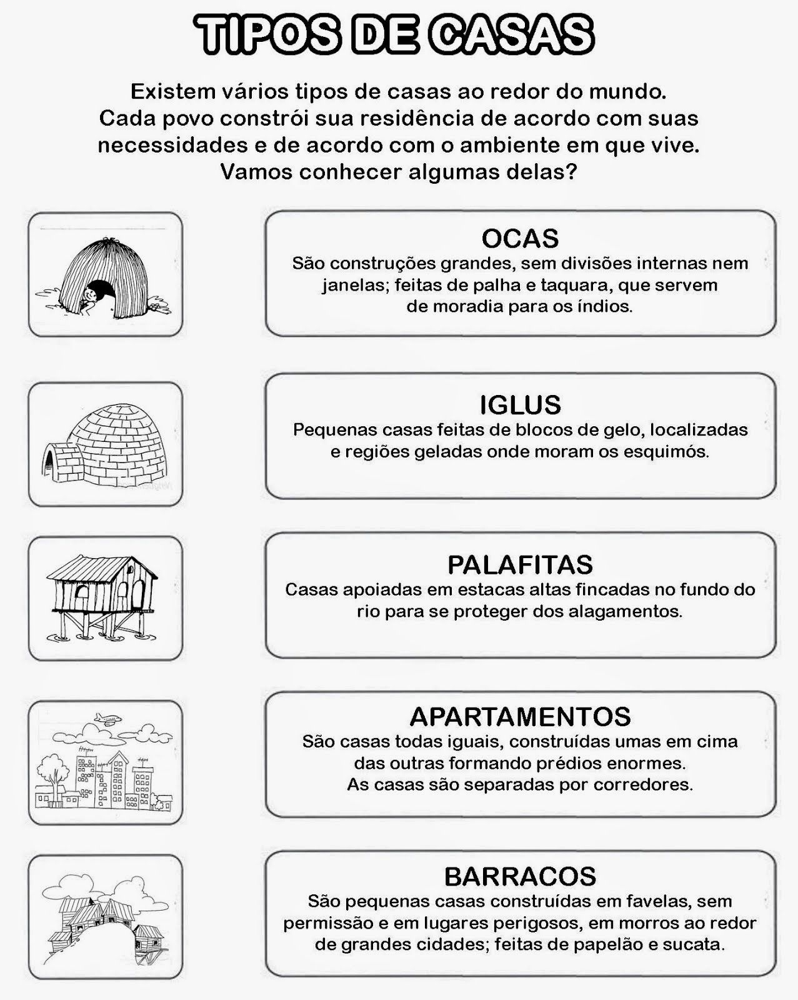 TIPOS DE CASAS
Existem vários tipos de casas ao redor do mundo.
Cada povo constrói sua residência de acordo com suas
necessidades e de acordo com o ambiente em que vive.
Vamos conhecer algumas delas?
OCAS
São construções grandes, sem divisões internas nem
janelas; feitas de palha e taquara, que servem
de moradia para os índios.
IGLUS
Pequenas casas feitas de blocos de gelo, localizadas
e regiões geladas onde moram os esquimós.
PALAFITAS
Casas apoiadas em estacas altas fincadas no fundo do
rio para se proteger dos alagamentos.
APARTAMENTOS
São casas todas iguais, construídas umas em cima
das outras formando prédios enormes.
As casas são separadas por corredores.
BARRACOS
São pequenas casas construídas em favelas, sem
permissão e em lugares perigosos, em morros ao redor
de grandes cidades; feitas de papelão e sucata.